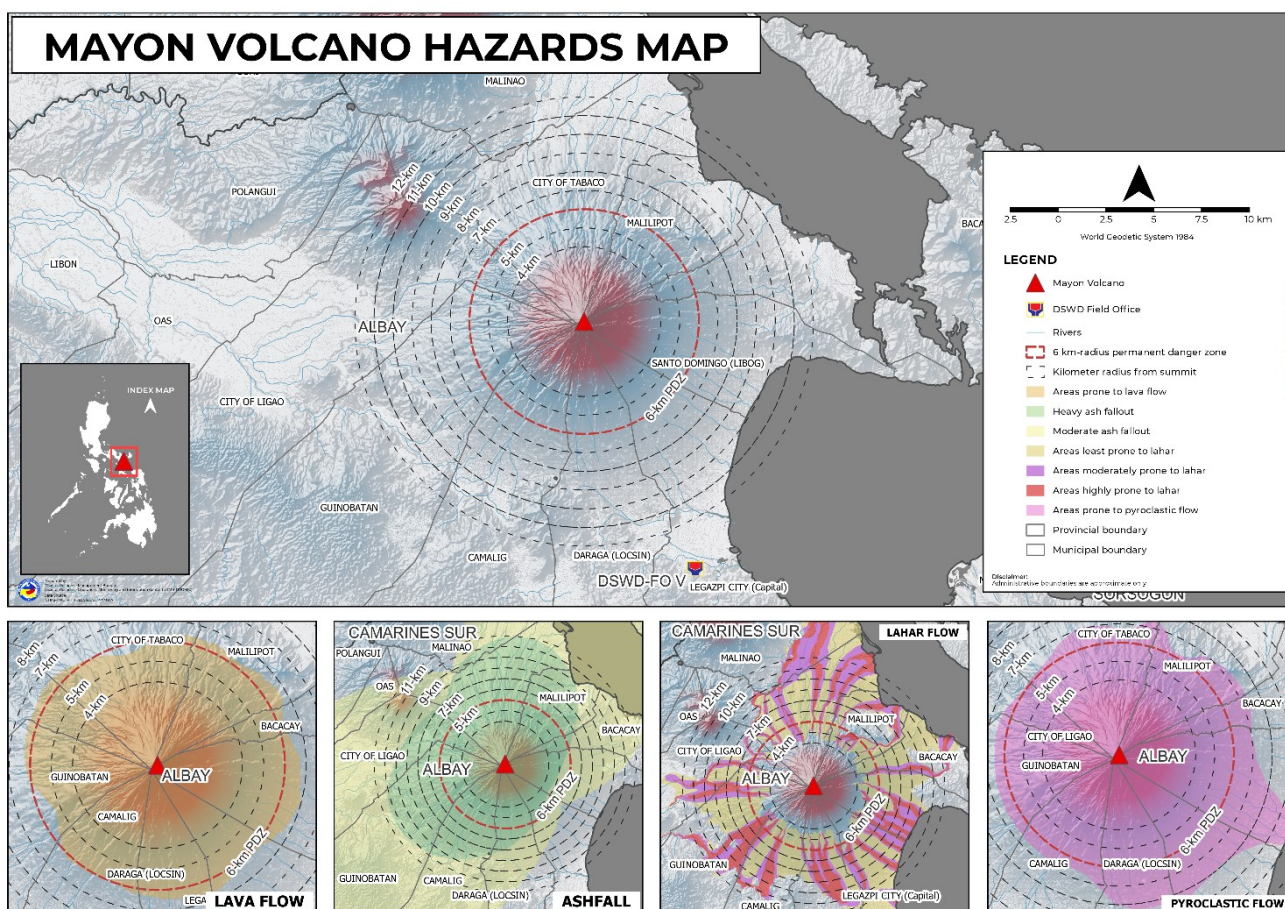 MAYON VOLCANO HAZARDS MAP
MALINAO
POLANGUI
CITY OF TABACO
12-km
11-km
10-km
9-km
8-km
7-km
5-km
4-km
MALILIPOT
LIBON
OAS
ALBAY
SANTO DOMINGO (LIBOG)
6-km PDZ
CITY OF LIGAO
GUINOBATAN
CAMALIG
DARAGA (LOCSIN)
DSWD-FO V
LEGAZPI CITY (Capital)
SORSOGON
BACA
INDEX MAP
2.5 0 2.5 5 7.5 10 km
World Geodetic System 1984
LEGEND
Mayon Volcano
DSWD Field Office
Rivers
6 km-radius permanent danger zone
Kilometer radius from summit
Areas prone to lava flow
Heavy ash fallout
Moderate ash fallout
Areas least prone to lahar
Areas moderately prone to lahar
Areas highly prone to lahar
Areas prone to pyroclastic flow
Provincial boundary
Municipal boundary
Disclaimer:
Administrative boundaries are approximate only
CITY OF TABACO
8-km
7-km
5-km
4-km
MALILIPOT
BACACAY
GUINOBATAN
ALBAY
CAMALIG
6-km PDZ
DARAGA (LOCSIN)
LEGA
LAVA FLOW
CAMARINES SUR
POLANGUI
MALINAO
OAS
11-km
9-km
7-km
5-km
MALILIPOT
BACACAY
CITY OF LIGAO
ALBAY
6-km PDZ
GUINOBATAN
CAMALIG
DARAGA (LOCSIN)
ASHFALL
CAMARINES SUR
LAHAR FLOW
MALINAO
OAS
12-km
10-km
7-km
4-km
MALILIPOT
CITY OF LIGAO
BACACAY
ALBAY
6-km PDZ
GUINOBATAN
LEGAZPI CITY (Capital)
CAMALIG
CITY OF TABACO
8-km
7-km
5-km
4-km
MALILIPOT
CITY OF LIGAO
GUINOBATAN
ALBAY
6-km PDZ
CAMALIG
DARAGA (LOCSIN)
PYROCLASTIC FLOW